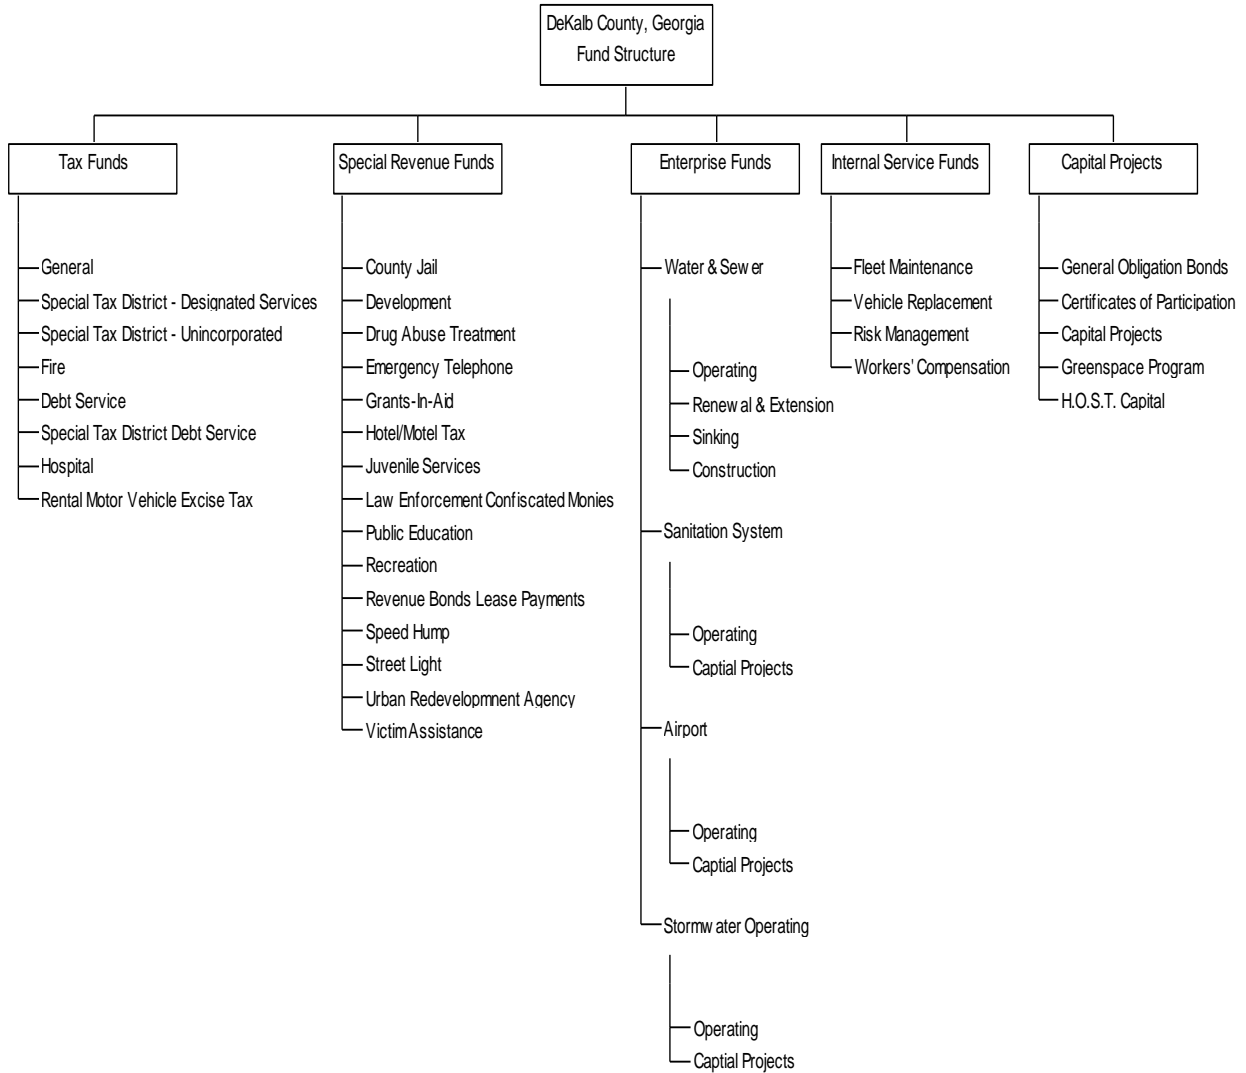 DeKalb County, Georgia
Fund Structure
Tax Funds
General
Special Tax District - Designated Services
Special Tax District - Unincorporated
Fire
Debt Service
Special Tax District Debt Service
Hospital
Rental Motor Vehicle Excise Tax
Special Revenue Funds
County Jail
Development
Drug Abuse Treatment
Emergency Telephone
Grants-In-Aid
Hotel/Motel Tax
Juvenile Services
Law Enforcement Confiscated Monies
Public Education
Recreation
Revenue Bonds Lease Payments
Speed Hump
Street Light
Urban Redevelopmnent Agency
Victim Assistance
Enterprise Funds
Water & Sewer
Operating
Renewal & Extension
Sinking
Construction
Sanitation System
Operating
Captial Projects
Airport
Operating
Captial Projects
Stormwater Operating
Operating
Captial Projects
Internal Service Funds
Fleet Maintenance
Vehicle Replacement
Risk Management
Workers' Compensation
Capital Projects
General Obligation Bonds
Certificates of Participation
Capital Projects
Greenspace Program
H.O.S.T. Capital